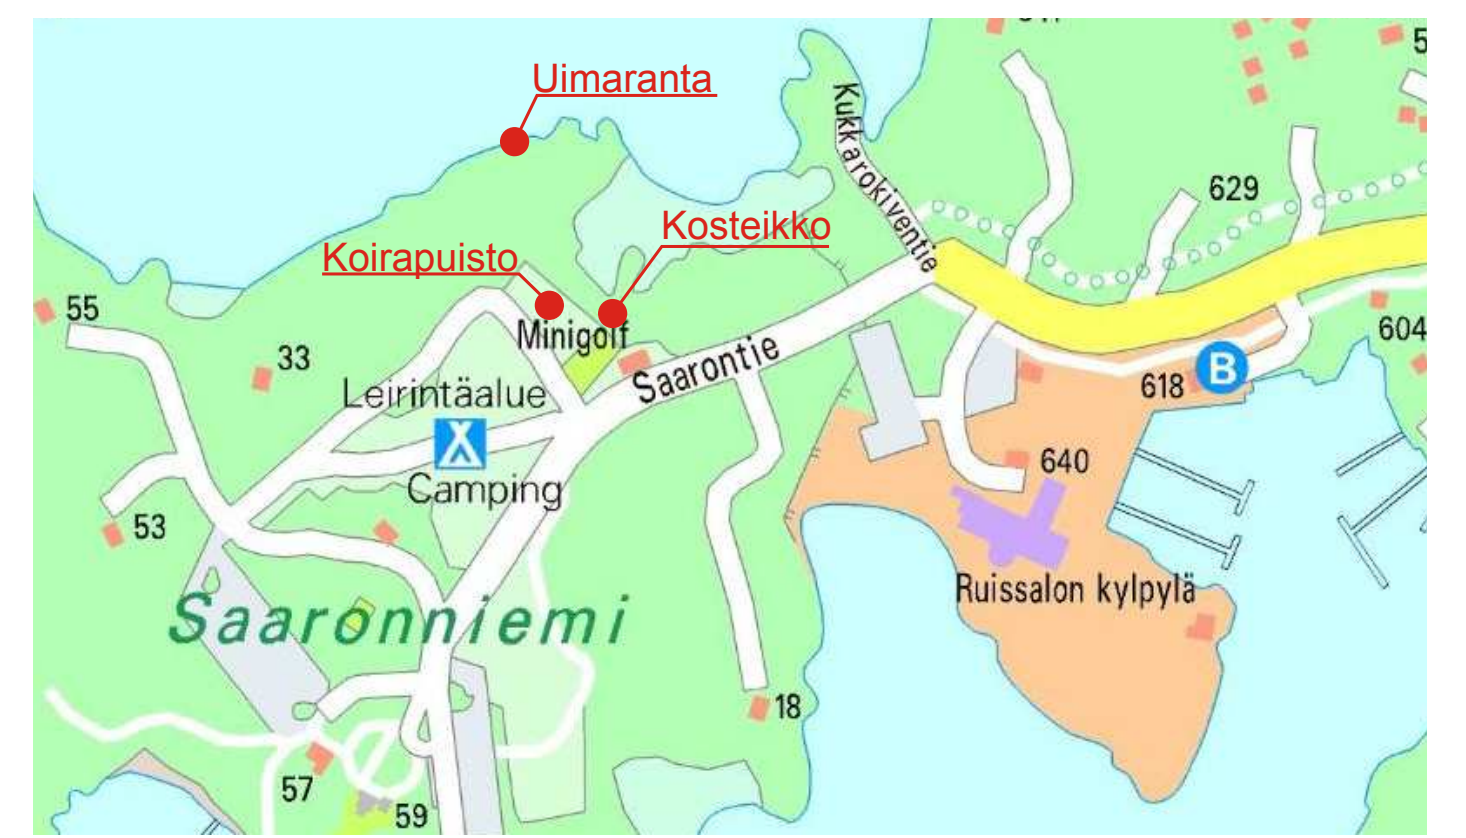 Uimaranta
5
Kukkarokiventie
629
Kosteikko
Koirapuisto
55
Minigolf
604
33
Saarontie
618
B
Leirintäalue
640
Camping
53
Ruissalon kylpylä
Saaronniemi
18
57
59